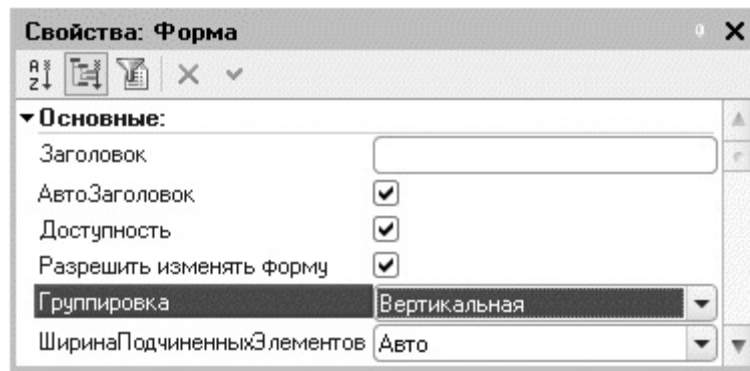 Свойства: Форма
Основные:
Заголовок
АвтоЗаголовок
Доступность
Разрешить изменять форму
Группировка Вертикальная
ШиринаПодчиненныхЭлементов Авто